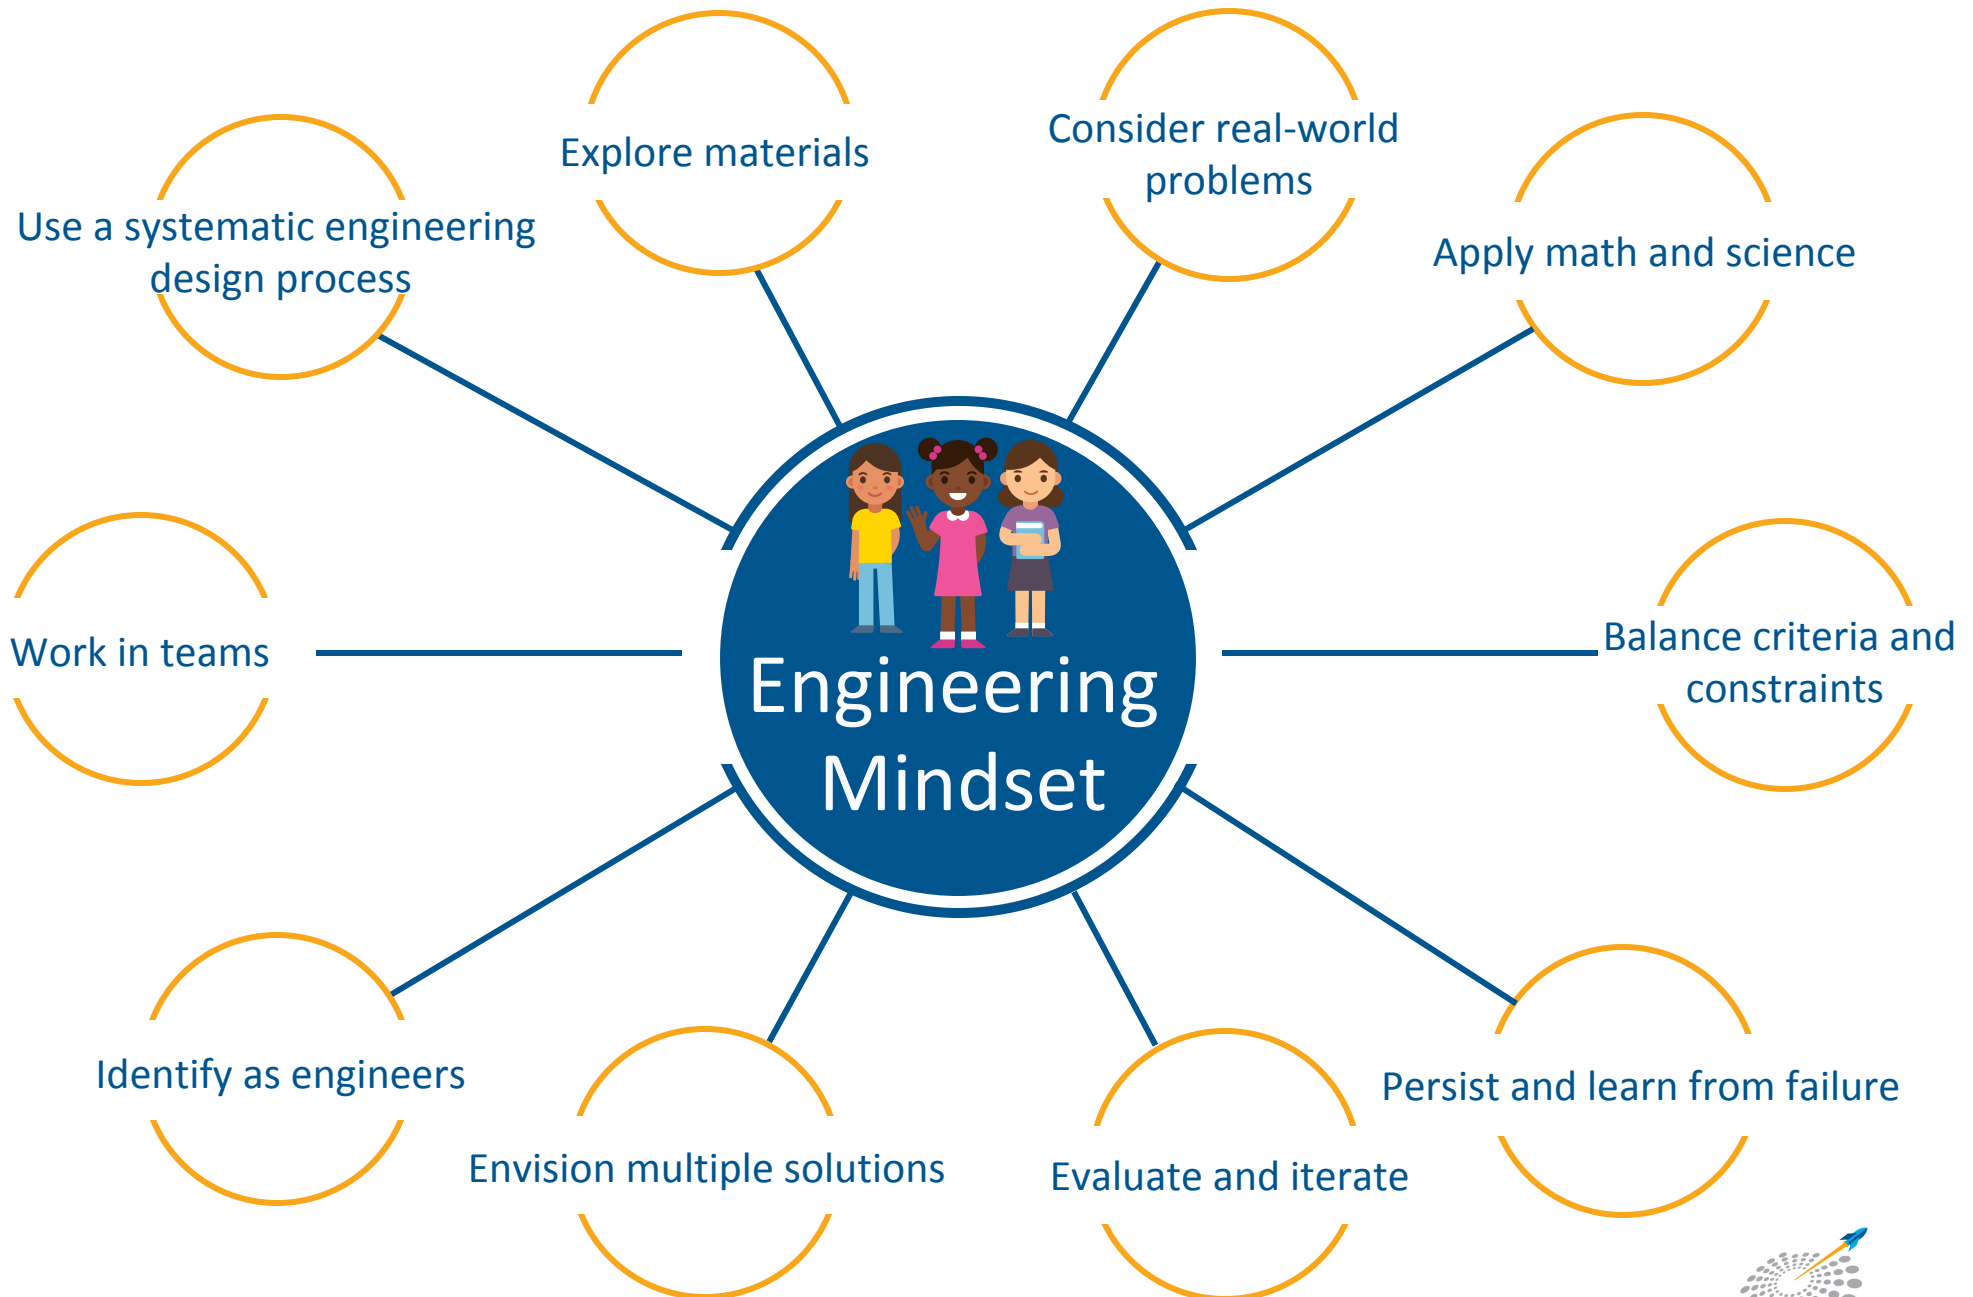 Explore materials
Consider real-world
problems
Use a systematic engineering
design process
Apply math and science
Work in teams
Engineering
Mindset
Balance criteria and
constraints
Identify as engineers
Envision multiple solutions
Evaluate and iterate
Persist and learn from failure